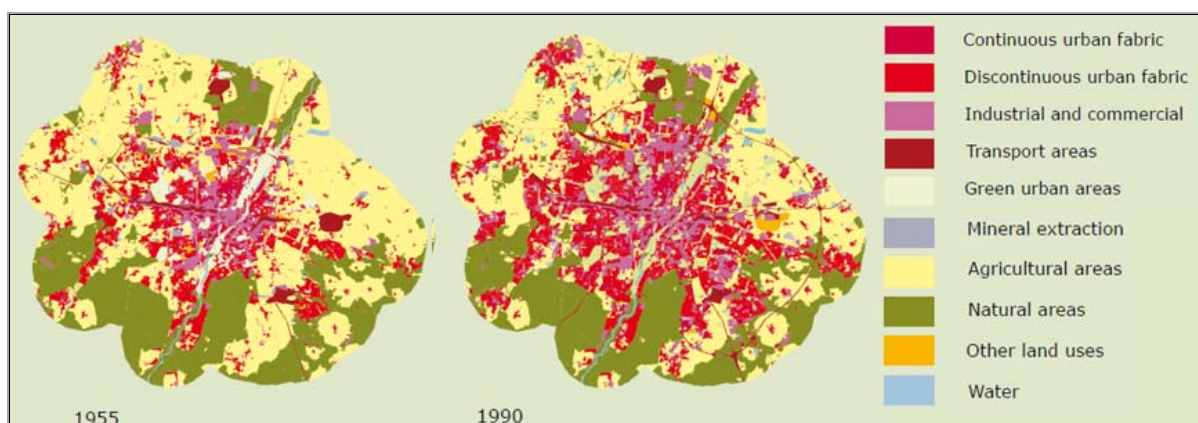 Continuous urban fabric
Discontinuous urban fabric
Industrial and commercial
Transport areas
Green urban areas
Mineral extraction
Agricultural areas
Natural areas
Other land uses
Water
1955
1990